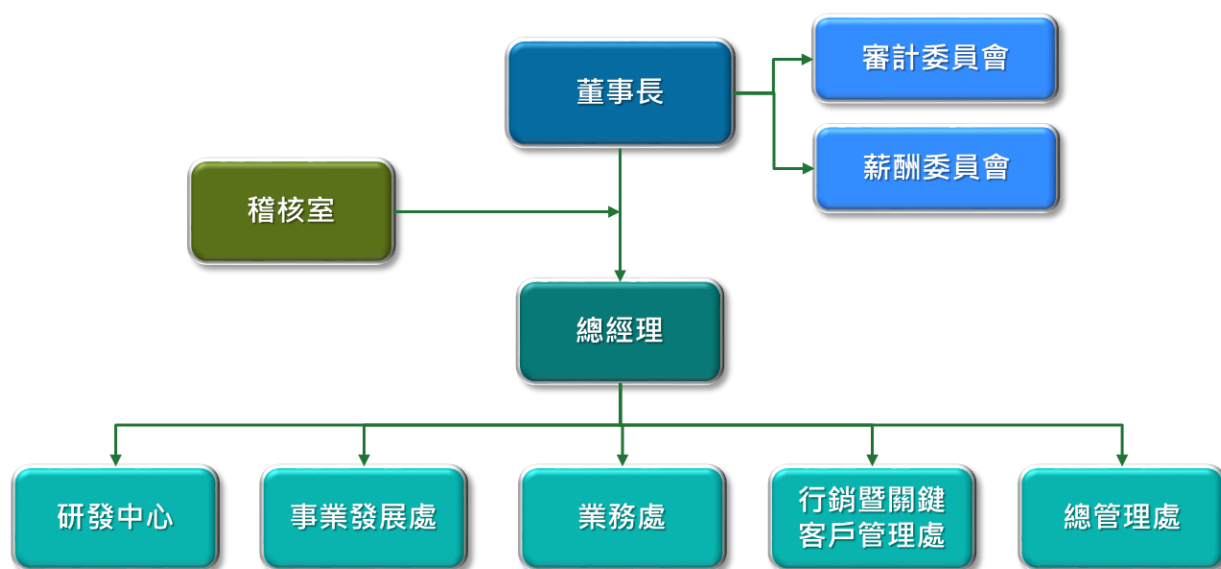 審計委員會
董事長
薪酬委員會
稽核室
總經理
研發中心
事業發展處
業務處
行銷暨關鍵
客戶管理處
總管理處